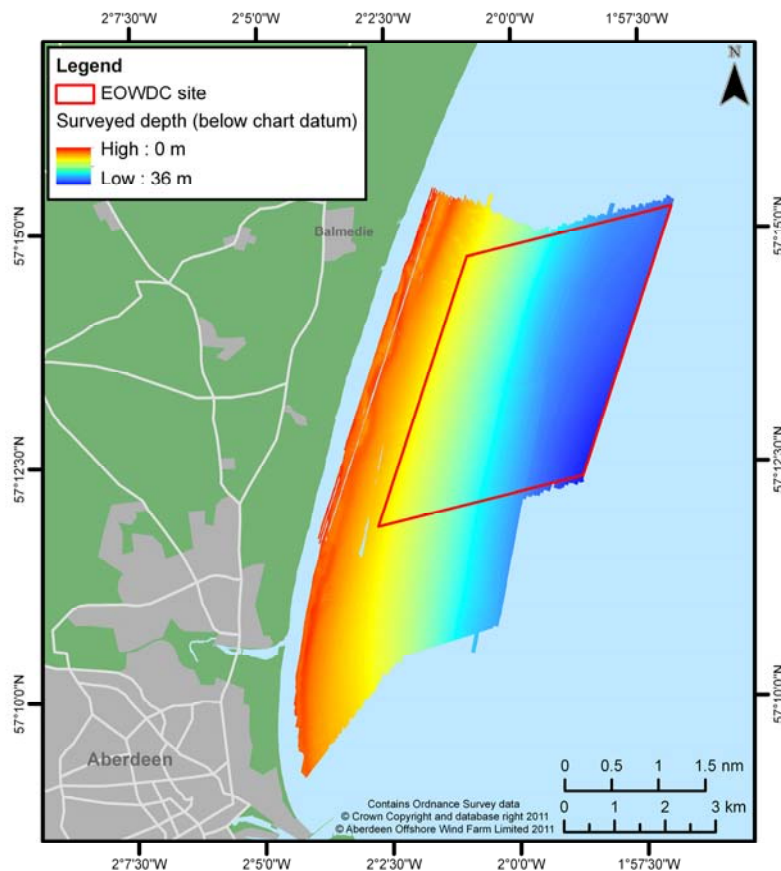 2°7'30"W 2°5'0"W 2°2'30"W 2°0'0"W 1°57'30"W
Legend
EOWDC site
Surveyed depth (below chart datum)
High : 0 m
Low : 36 m
N
57°15'0"N
57°15'0"N
Dalmedie
57°12'30"N
57°12'30"N
57°10'0"N
57°10'0"N
Aberdeen
0 0.5 1 1.5 nm
0 1 2 3 km
Contains Ordnance Survey data
© Crown Copyright and database right 2011
© Aberdeen Offshore Wind Farm Limited 2011
2°7'30"W 2°5'0"W 2°2'30"W 2°0'0"W 1°57'30"W